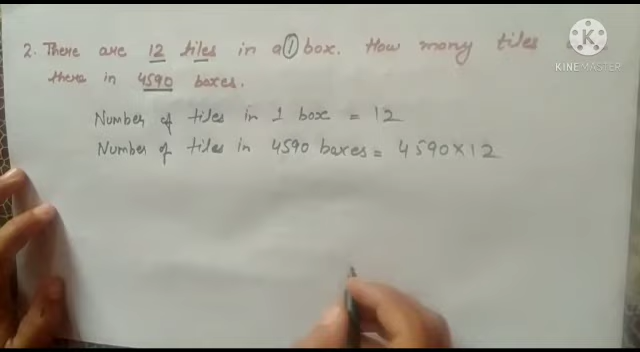 2. There are 12 tiles in a 1 box. How many tiles
there in 4590 boxes.
Number of tiles in 1 box = 12
Number of tiles in 4590 boxes = 4590×12
K
KINEMASTER